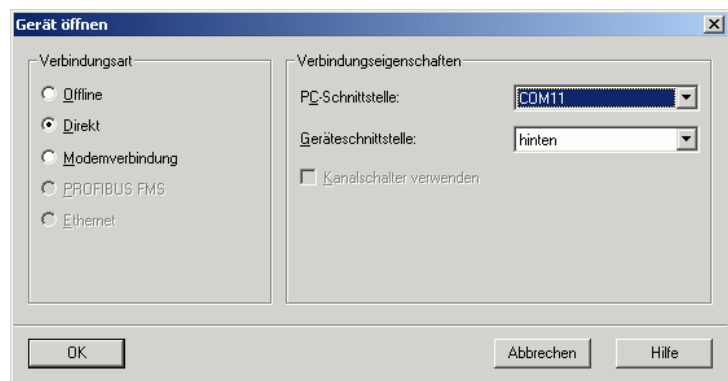 Gerät öffnen
Verbindungsart
Offline
Direkt
Modemverbindung
PROFIBUS FMS
Ethernet
Verbindungseigenschaften
PC-Schnittstelle: COM11
Geräteschnittstelle: hinten
Kanalschalter verwenden
OK Abbrechen Hilfe